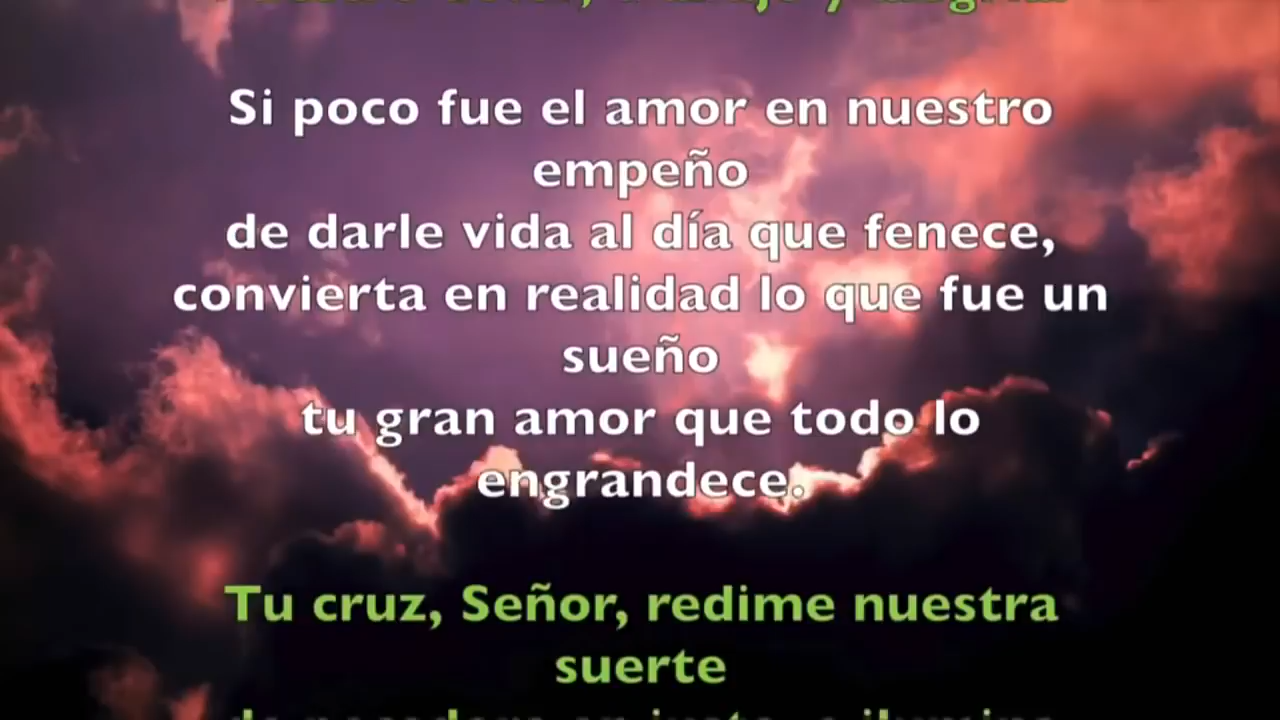 Si poco fue el amor en nuestro
empeño
de darle vida al día que fenece,
convierta en realidad lo que fue un
sueño
tu gran amor que todo lo
engrandece.
Tu cruz, Señor, redime nuestra
suerte